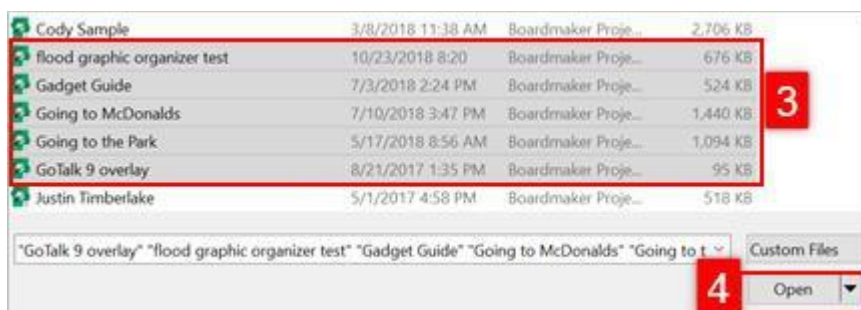 Cody Sample 3/8/2018 11:38 AM Boardmaker Proje... 2,706 KB
flood graphic organizer test 10/23/2018 8:20 Boardmaker Proje... 676 KB
Gadget Guide 7/3/2018 2:24 PM Boardmaker Proje... 524 KB
3
Going to McDonalds 7/10/2018 3:47 PM Boardmaker Proje... 1,440 KB
Going to the Park 5/17/2018 8:56 AM Boardmaker Proje... 1,094 KB
GoTalk 9 overlay 8/21/2017 1:35 PM Boardmaker Proje... 95 KB
Justin Timberlake 5/1/2017 4:58 PM Boardmaker Proje... 518 KB
"GoTalk 9 overlay" "flood graphic organizer test" "Gadget Guide" "Going to McDonalds" "Going to t Custom Files
4 Open